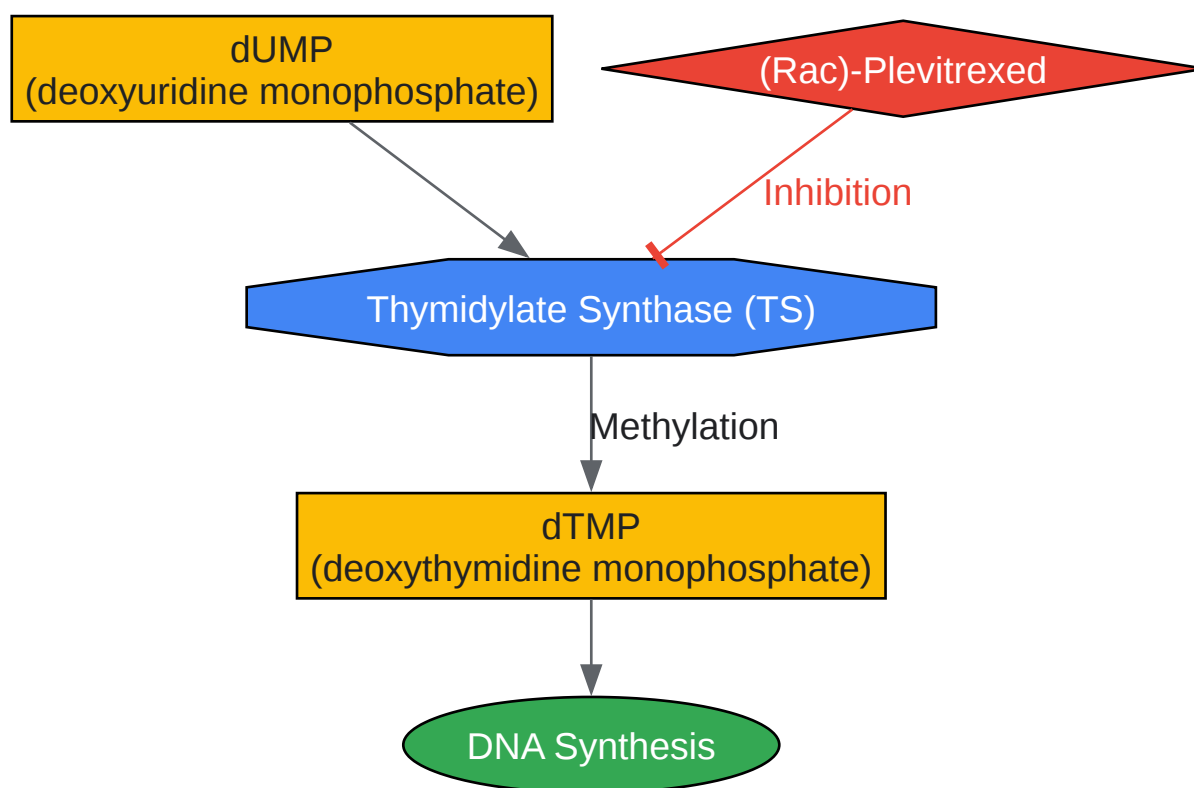 dUMP
(deoxyuridine monophosphate)
(Rac)-Plevitrexed
Inhibition
Thymidylate Synthase (TS)
Methylation
dTMP
(deoxythymidine monophosphate)
DNA Synthesis